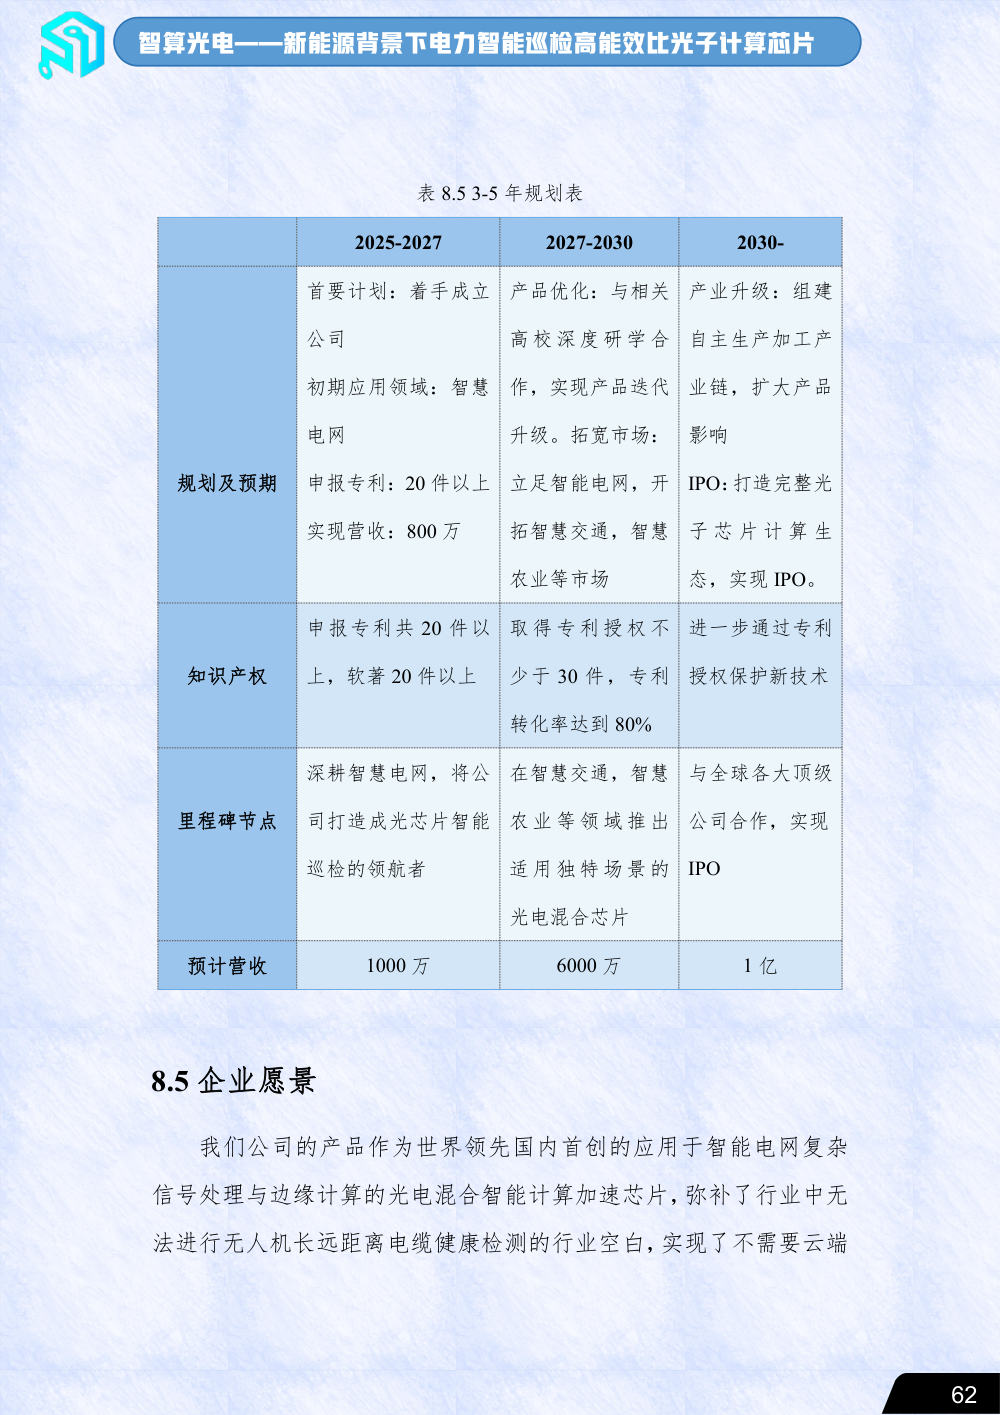 智算光电——新能源背景下电力智能巡检高能效比光子计算芯片
表 8.5 3-5 年规划表
2025-2027
2027-2030
2030-
规划及预期
首要计划：着手成立
公司
初期应用领域：智慧
电网
申报专利：20 件以上
实现营收：800 万
产品优化：与相关
高校深度研学合
作，实现产品迭代
升级。拓宽市场：
立足智能电网，开
拓智慧交通，智慧
农业等市场
产业升级：组建
自主生产加工产
业链，扩大产品
影响
IPO：打造完整光
子芯片计算生
态，实现 IPO。
知识产权
申报专利共 20 件以
上，软著 20 件以上
取得专利授权不
少于 30 件，专利
转化率达到 80%
进一步通过专利
授权保护新技术
里程碑节点
深耕智慧电网，将公
司打造成光芯片智能
巡检的领航者
在智慧交通，智慧
农业等领域推出
适用独特场景的
光电混合芯片
与全球各大顶级
公司合作，实现
IPO
预计营收
1000 万
6000 万
1 亿
8.5 企业愿景
我们公司的产品作为世界领先国内首创的应用于智能电网复杂
信号处理与边缘计算的光电混合智能计算加速芯片，弥补了行业中无
法进行无人机长远距离电缆健康检测的行业空白，实现了不需要云端
62